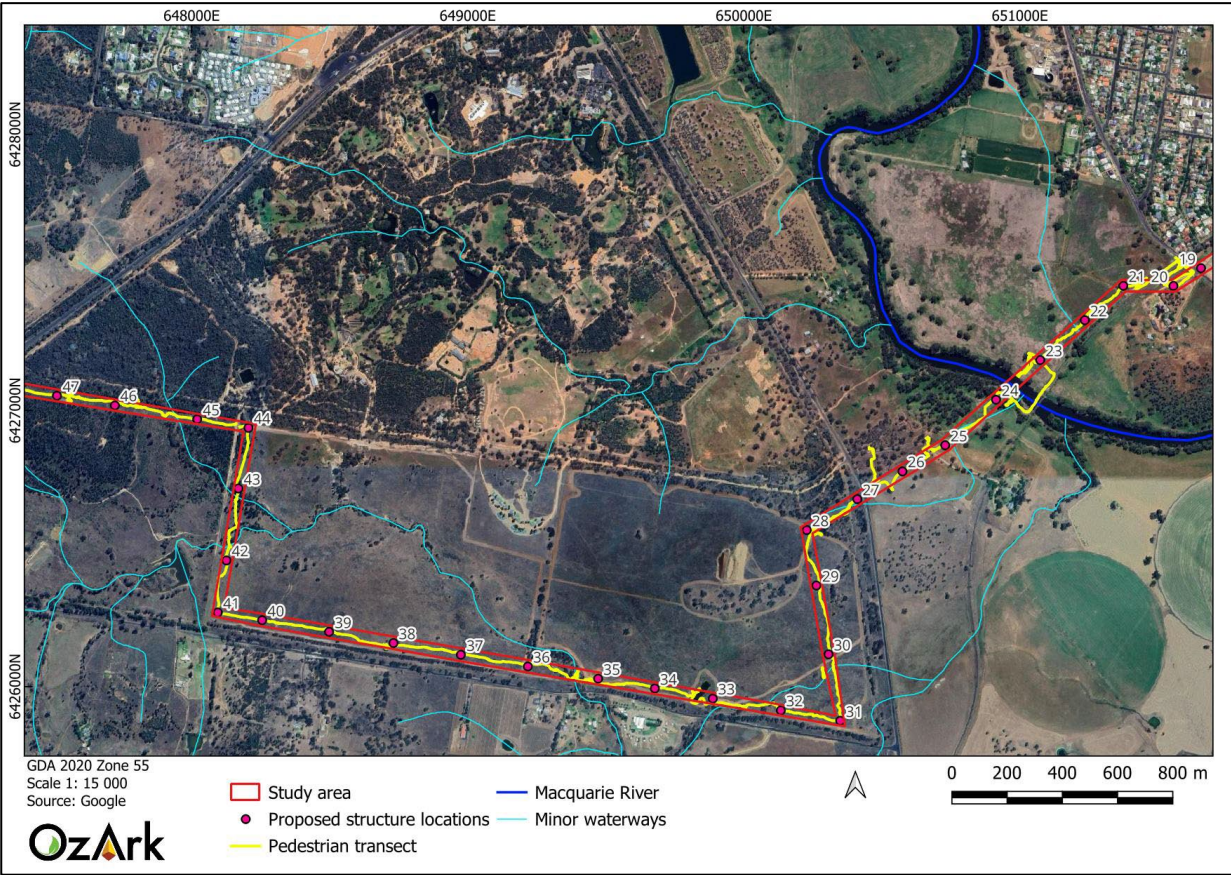 648000E
649000E
650000E
651000E
6428000N
6427000N
6426000N
19
20
21
22
23
24
25
26
27
28
29
30
31
32
33
34
35
36
37
38
39
40
41
42
43
44
45
46
47
GDA 2020 Zone 55
Scale 1: 15 000
Source: Google
OzArk
Study area
Proposed structure locations
Pedestrian transect
Macquarie River
Minor waterways
0 200 400 600 800 m